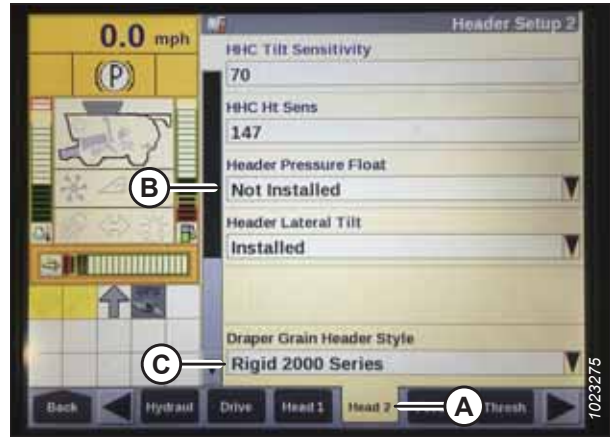 0.0 mph
Header Setup 2
(P)
HHC Tilt Sensitivity
70
HHC Ht Sens
147
Header Pressure Float
B
Not Installed
Header Lateral Tilt
Installed
Draper Grain Header Style
C
Rigid 2000 Series
Back
Hydraul
Drive
Head 1
Head 2
A
Thresh
1023275